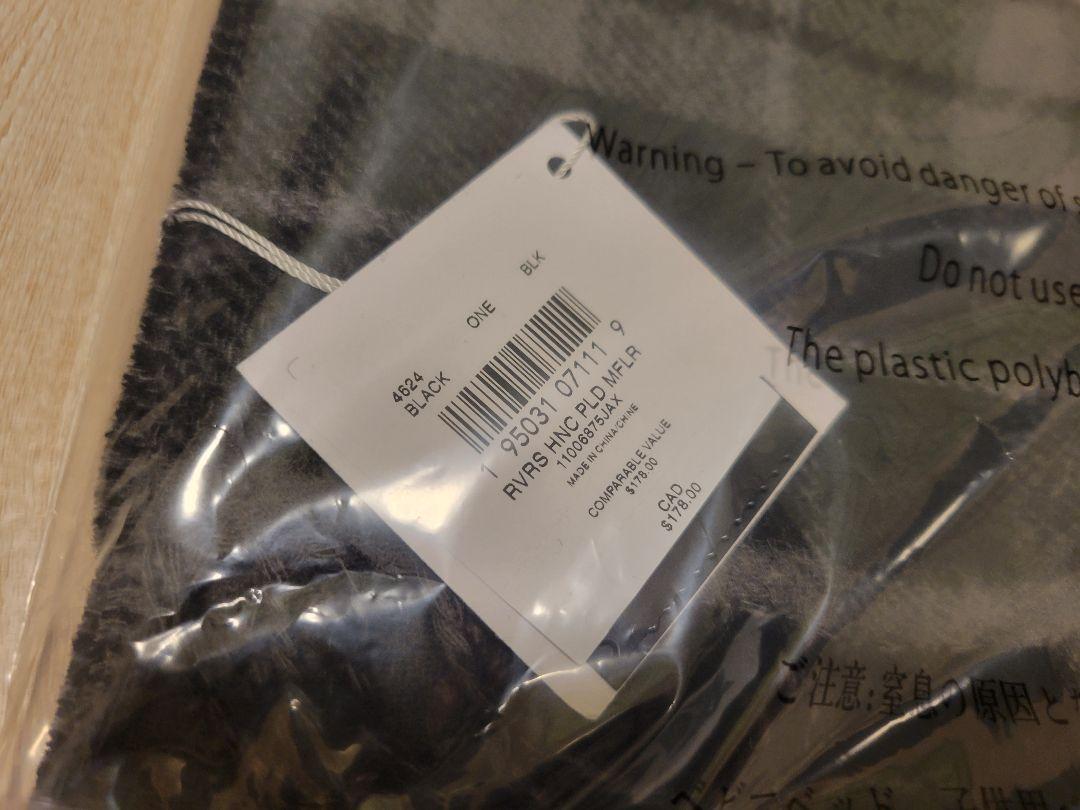 BLK
ONE
4624
BLACK
1 95031 07111 9
RVRS HNC PLD MFLR
11006875JAX
MADE IN CHINA/CHINE
COMPARABLE VALUE
$178.00
CAD
$178.00
Warning – To avoid danger of
Do not use
The plastic
ご注意:窒息の原因と